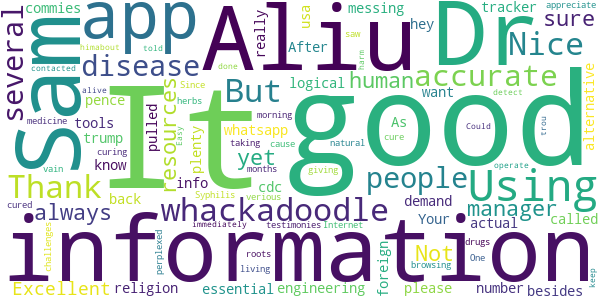 commies
app
Aliu
Dr
messing
usa
hey
tracker
appreciate
himabout
told
really
saw
harm
sure
several
sam
disease
contacted
After
done
Nice
alive
Since
herbs
But
logical
human
accurate
alternative
medicine
Easy
pence
tools
pulled
resources
It
good
want
morning
detect
Could
trou
curing
trump
plenty
whatsapp
As
cure
natural
know
vain
yet
taking
cause
people
operate
Thank
info
cdc
months
giving
Using
cured
back
Syphilis
verious
always
whackadoodle
manager
immediately
testimonies
Internet
demand
Your
actual
drugs
challenges
perplexed
information
Not
foreign
called
roots
living
browsing
One
keep
Excellent
religion
essential
engineering
please
number
besides